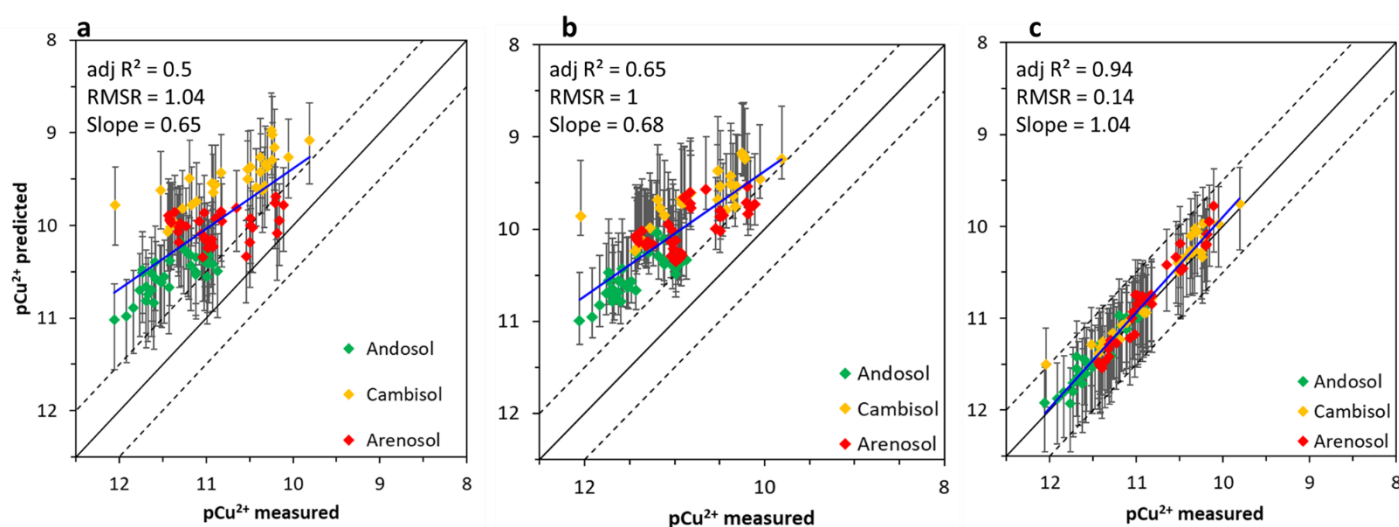 a
adj R² = 0.5
RMSR = 1.04
Slope = 0.65
8
9
10
11
12
pCu²⁺ predicted
Andosol
Cambisol
Arenosol
12
11
10
9
8
pCu²⁺ measured
b
adj R² = 0.65
RMSR = 1
Slope = 0.68
8
9
10
11
12
Andosol
Cambisol
Arenosol
12
10
8
pCu²⁺ measured
c
adj R² = 0.94
RMSR = 0.14
Slope = 1.04
8
9
10
11
12
Andosol
Cambisol
Arenosol
12
11
10
9
8
pCu²⁺ measured